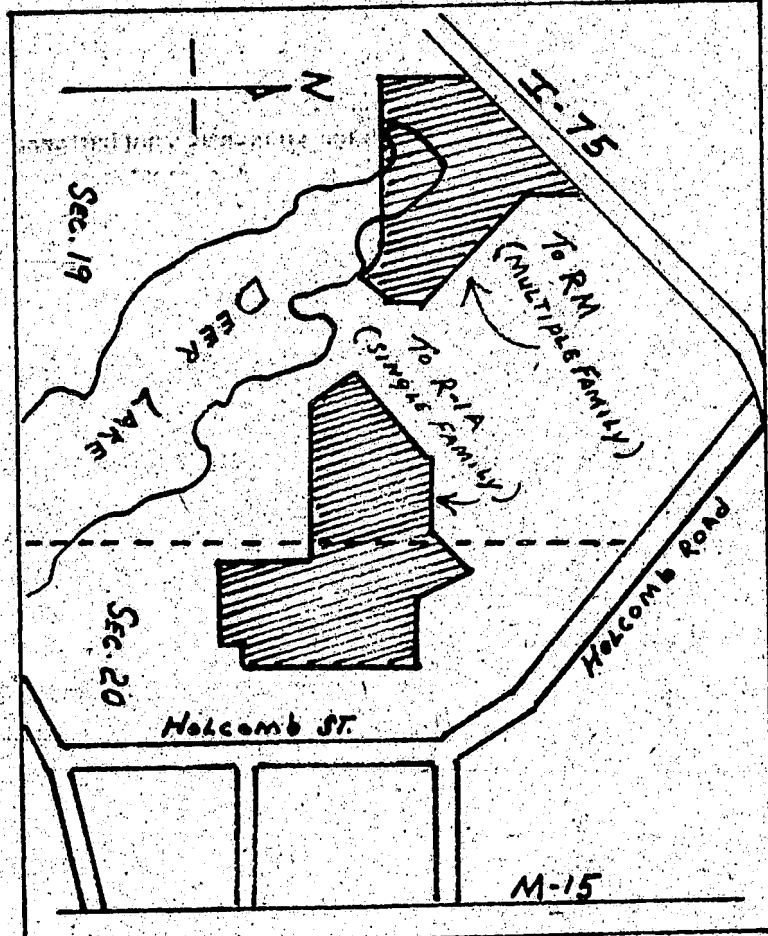 N
I-75
Sec. 19
DEER
LAKE
To RM
(MULTIPLE FAMILY)
To R-1A
(SINGLE FAMILY)
HOLCOMB ROAD
SEC. 20
HOLCOMB ST.
M-15